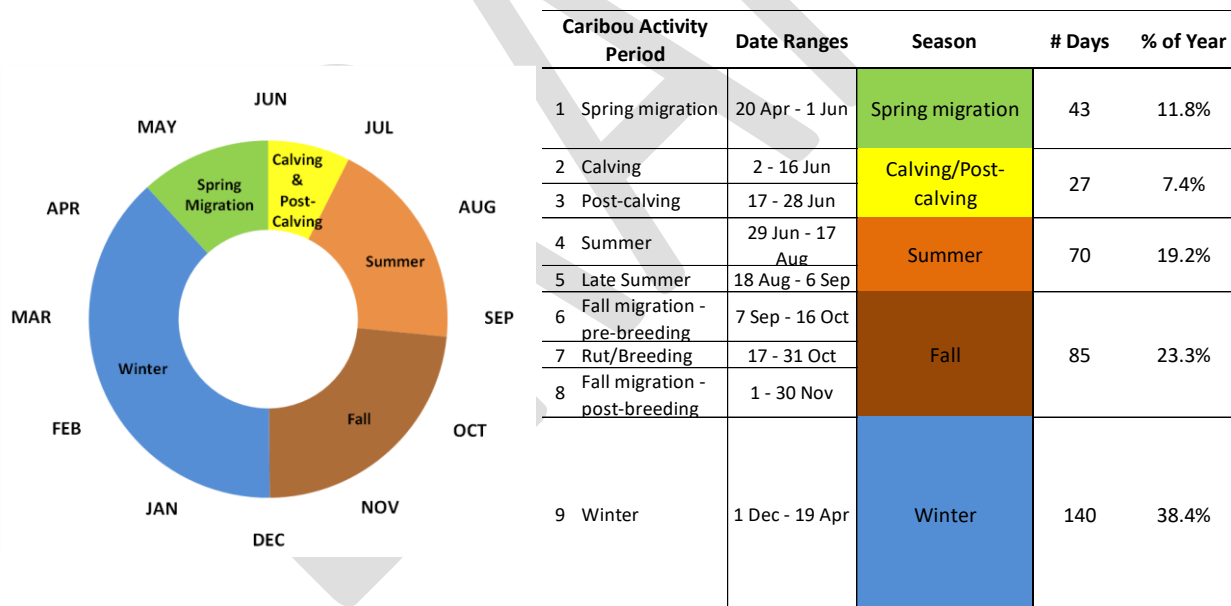 JUN
MAY
JUL
APR
AUG
MAR
SEP
FEB
OCT
JAN
NOV
DEC
Calving
&
Post-
Calving
Spring
Migration
Summer
Winter
Fall
Caribou Activity
Period
Date Ranges
Season
# Days
% of Year
1 Spring migration 20 Apr - 1 Jun Spring migration 43 11.8%
2 Calving 2 - 16 Jun
Calving/Post-
calving
27 7.4%
3 Post-calving 17 - 28 Jun
4 Summer
29 Jun - 17
Aug
Summer 70 19.2%
5 Late Summer 18 Aug - 6 Sep
6
Fall migration -
pre-breeding
7 Sep - 16 Oct
7 Rut/Breeding 17 - 31 Oct
Fall 85 23.3%
8
Fall migration -
post-breeding
1 - 30 Nov
9 Winter 1 Dec - 19 Apr Winter 140 38.4%